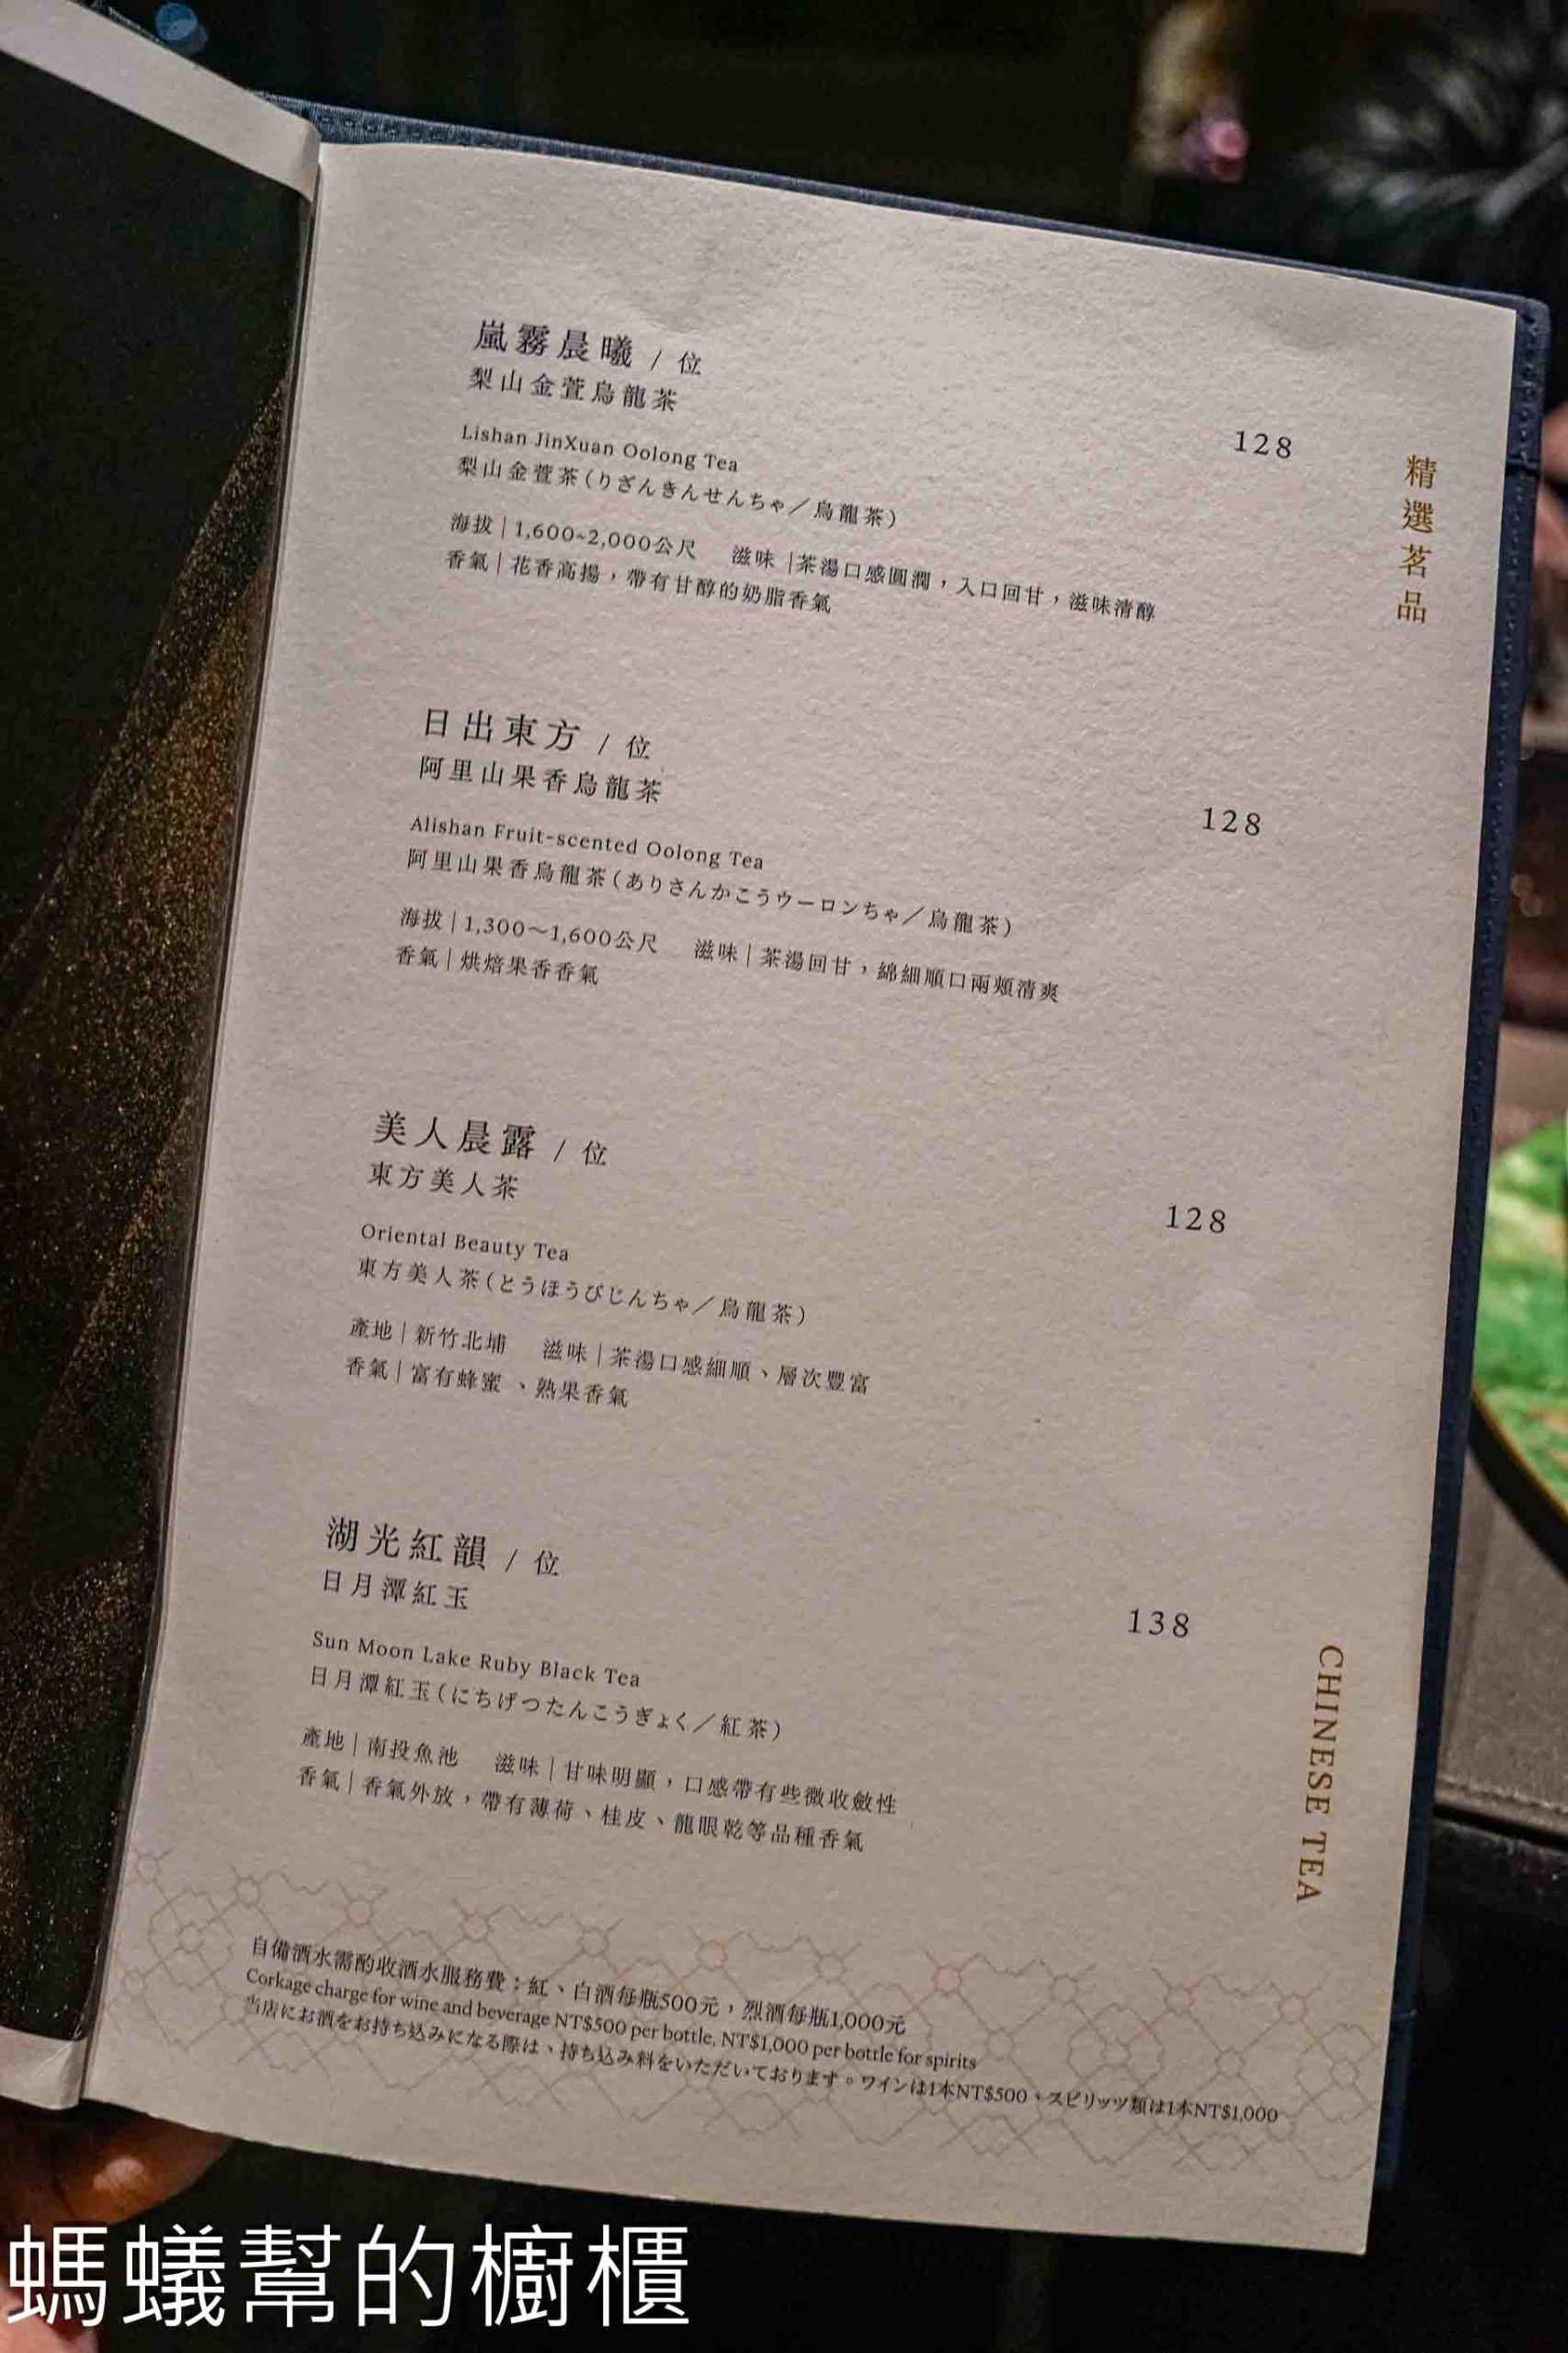 嵐霧晨曦 / 位
梨山金萱烏龍茶
128
Lishan JinXuan Oolong Tea
梨山金萱茶(りざんきんせんちゃ／烏龍茶)
海拔|1,600~2,000公尺 滋味|茶湯口感圓潤，入口回甘，滋味清醇
香氣|花香高揚，帶有甘醇的奶脂香氣
精選茗品
日出東方 / 位
阿里山果香烏龍茶
128
Alishan Fruit-scented Oolong Tea
阿里山果香烏龍茶(ありさんかこうウーロンちゃ／烏龍茶)
海拔|1,300～1,600公尺 滋味|茶湯回甘，綿細順口兩頰清爽
香氣|烘焙果香香氣
美人晨露 / 位
東方美人茶
128
Oriental Beauty Tea
東方美人茶(とうほうびじんちゃ／烏龍茶)
產地|新竹北埔 滋味|茶湯口感細順、層次豐富
香氣|富有蜂蜜、熟果香氣
湖光紅韻 / 位
日月潭紅玉
138
Sun Moon Lake Ruby Black Tea
日月潭紅玉(にちげつたんこうぎょく／紅茶)
產地|南投魚池 滋味|甘味明顯，口感帶有些微收斂性
香氣|香氣外放，帶有薄荷、桂皮、龍眼乾等品種香氣
CHINESE TEA
自備酒水需酌收酒水服務費：紅、白酒每瓶500元，烈酒每瓶1,000元
Corkage charge for wine and beverage NT$500 per bottle, NT$1,000 per bottle for spirits
当店にお酒をお持ち込みになる際は、持ち込み料をいただいております。ワインは1本NT$500、スピリッツ類は1本NT$1,000
螞蟻幫的櫥櫃